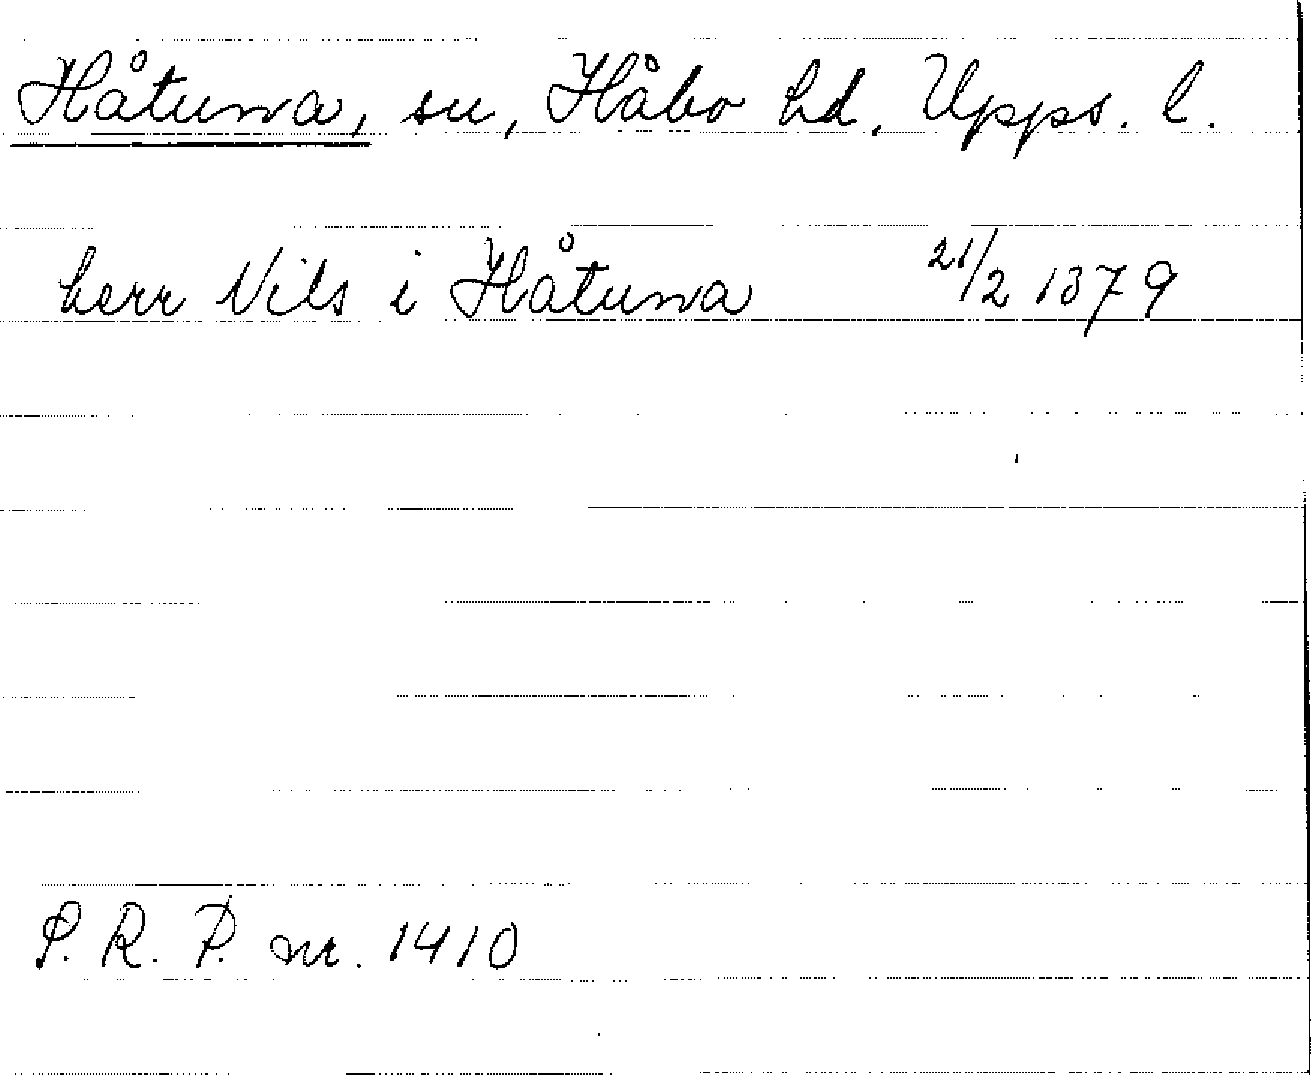 Håtuna, sn, Håbo hd, Upps. l.
herr Nils i Håtuna 21/2 1379
S. R. P. nr. 1410